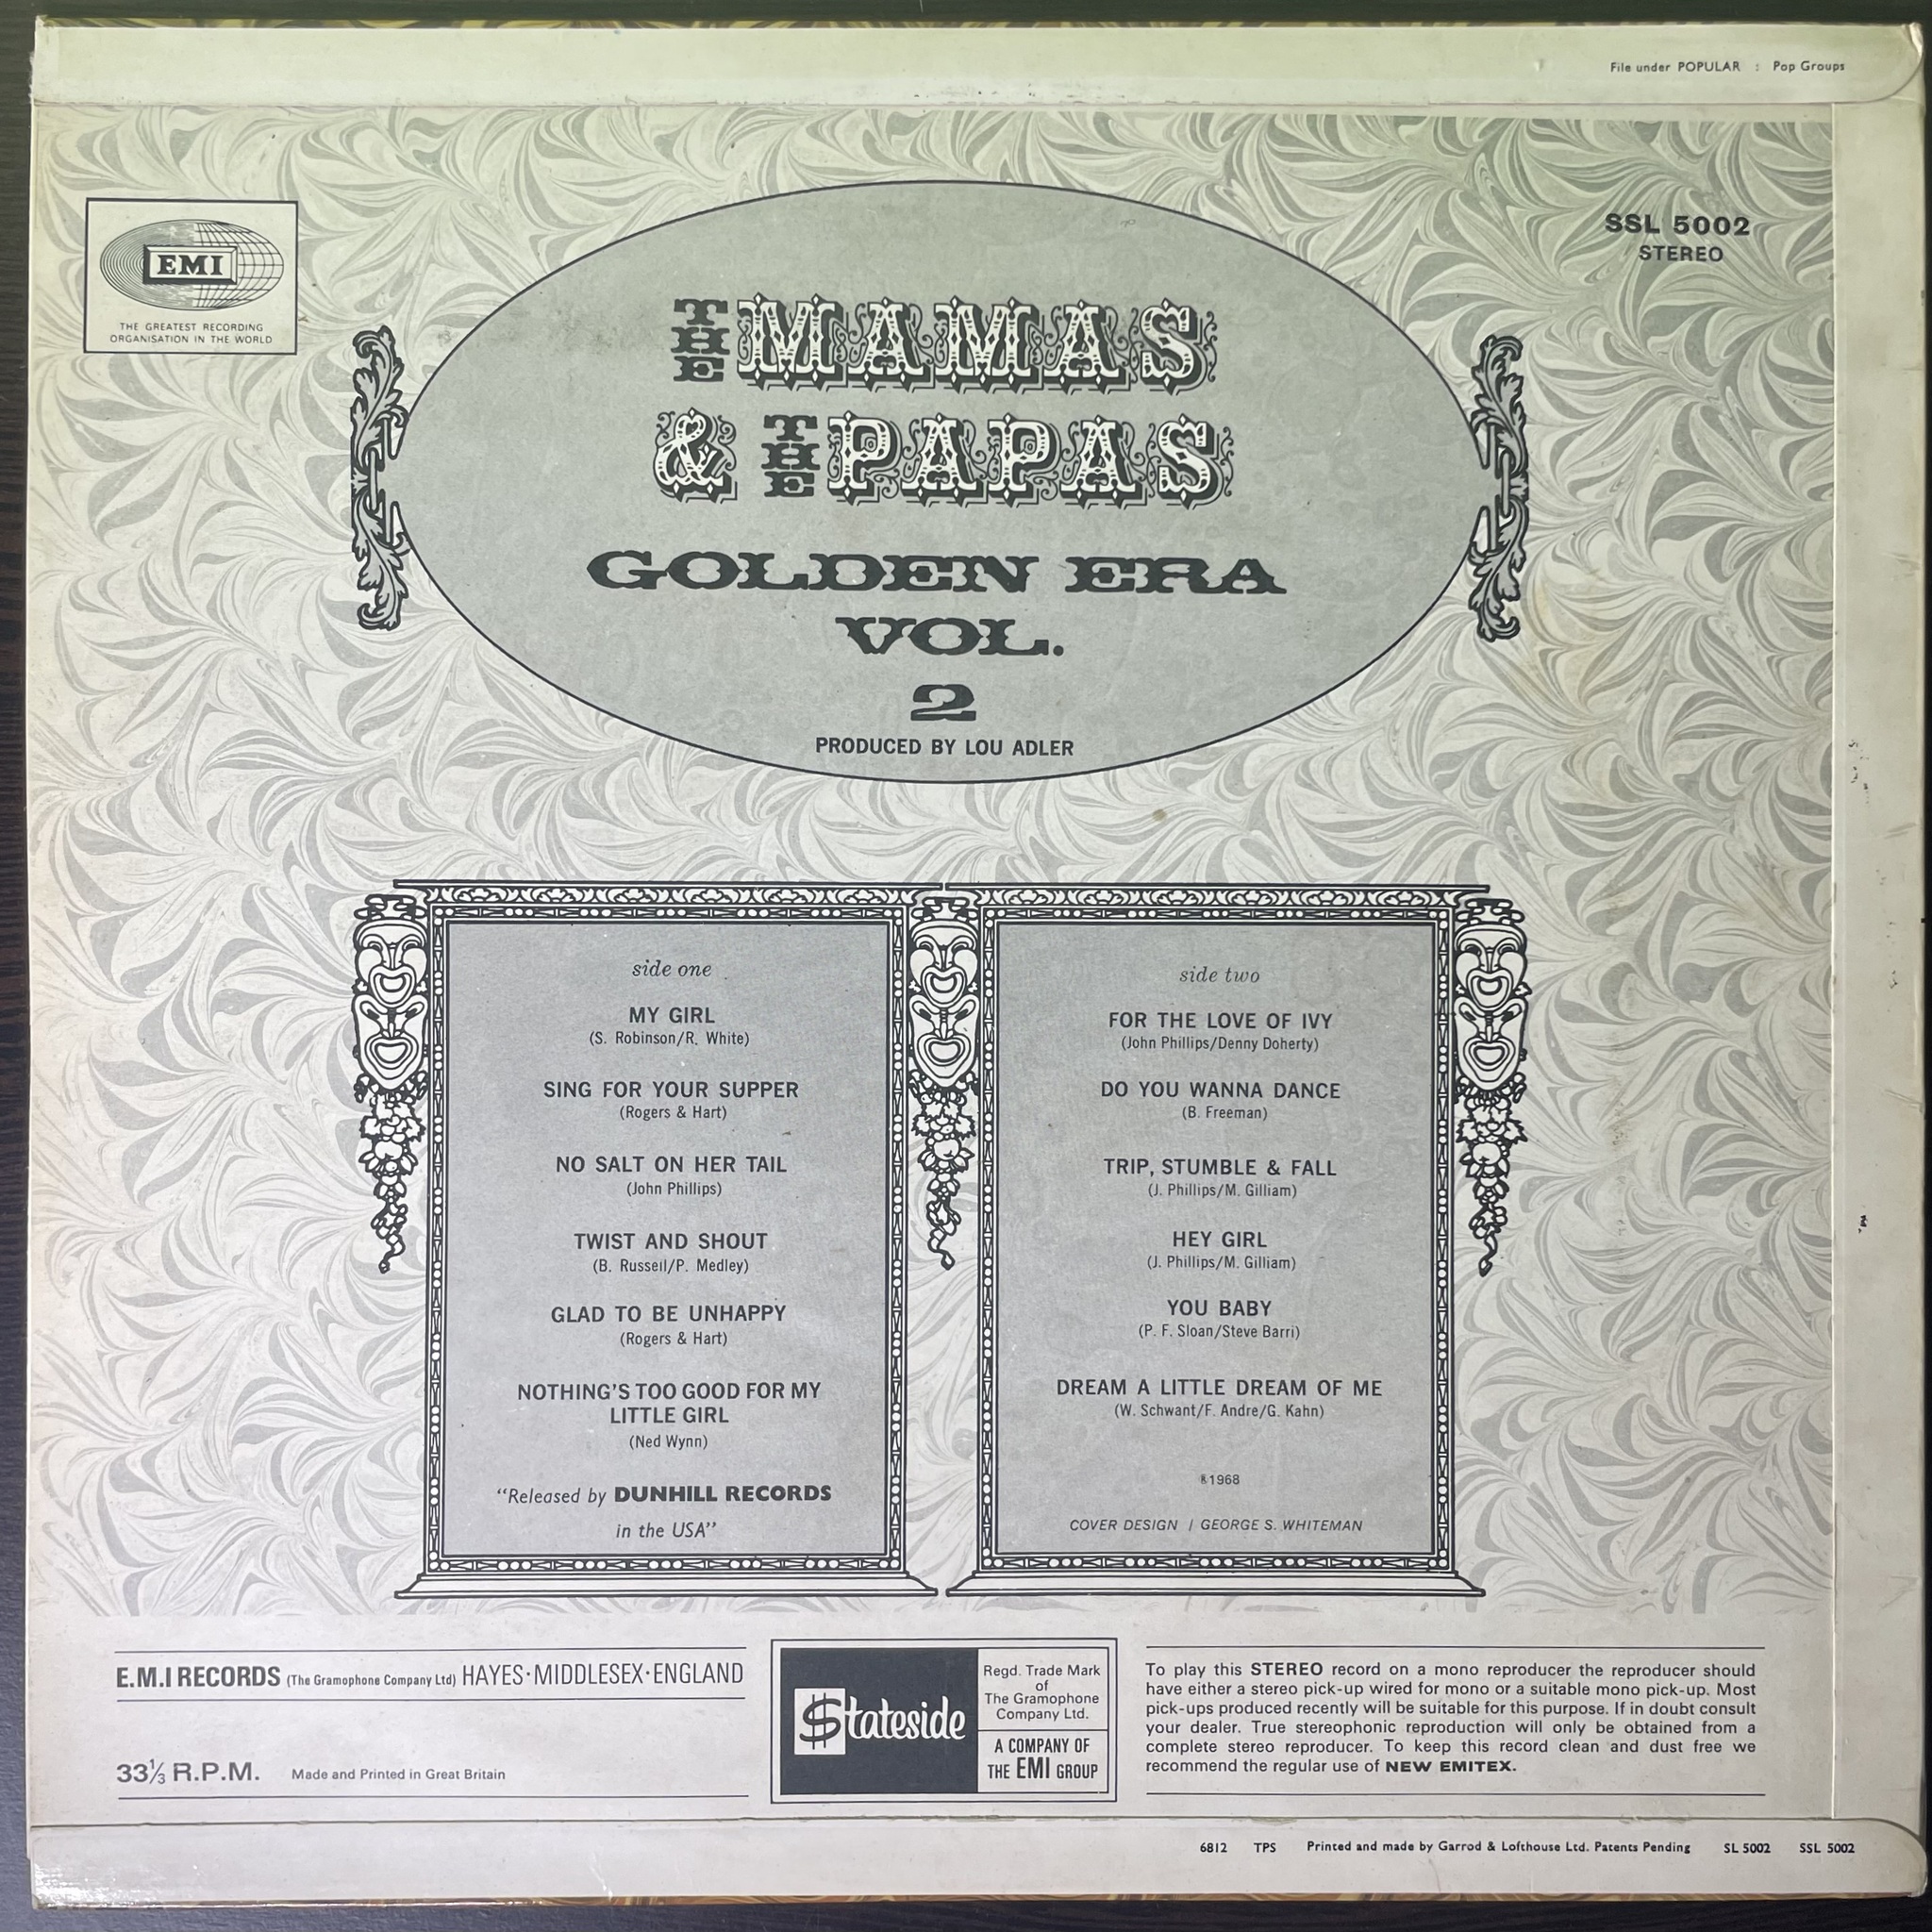 File under POPULAR : Pop Groups
EMI
THE GREATEST RECORDING
ORGANISATION IN THE WORLD
SSL 5002
STEREO
THE MAMAS
& THE PAPAS
GOLDEN ERA
VOL.
2
PRODUCED BY LOU ADLER
side one
MY GIRL
(S. Robinson/R. White)
SING FOR YOUR SUPPER
(Rogers & Hart)
NO SALT ON HER TAIL
(John Phillips)
TWIST AND SHOUT
(B. Russell/P. Medley)
GLAD TO BE UNHAPPY
(Rogers & Hart)
NOTHING'S TOO GOOD FOR MY
LITTLE GIRL
(Ned Wynn)
"Released by DUNHILL RECORDS
in the USA"
side two
FOR THE LOVE OF IVY
(John Phillips/Denny Doherty)
DO YOU WANNA DANCE
(B. Freeman)
TRIP, STUMBLE & FALL
(J. Phillips/M. Gilliam)
HEY GIRL
(J. Phillips/M. Gilliam)
YOU BABY
(P. F. Sloan/Steve Barri)
DREAM A LITTLE DREAM OF ME
(W. Schwant/F. Andre/G. Kahn)
℗1968
COVER DESIGN / GEORGE S. WHITEMAN
E.M.I RECORDS (The Gramophone Company Ltd) HAYES·MIDDLESEX·ENGLAND
33⅓ R.P.M. Made and Printed in Great Britain
$tateside
Regd. Trade Mark
of
The Gramophone
Company Ltd.
A COMPANY OF
THE EMI GROUP
To play this STEREO record on a mono reproducer the reproducer should
have either a stereo pick-up wired for mono or a suitable mono pick-up. Most
pick-ups produced recently will be suitable for this purpose. If in doubt consult
your dealer. True stereophonic reproduction will only be obtained from a
complete stereo reproducer. To keep this record clean and dust free we
recommend the regular use of NEW EMITEX.
6812 TPS Printed and made by Garrod & Lofthouse Ltd. Patents Pending SL 5002 SSL 5002